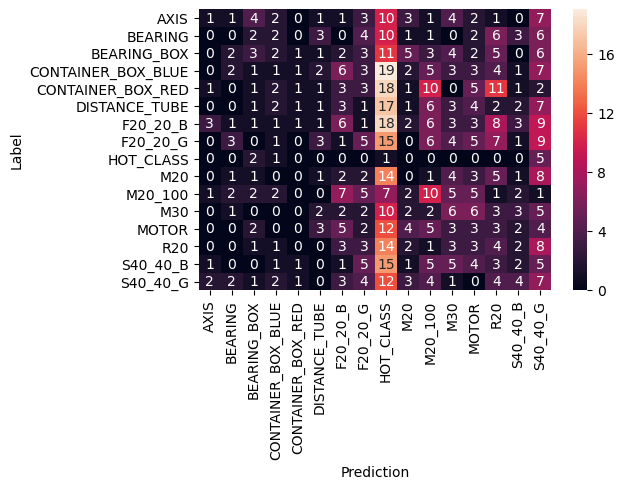 AXIS 1 1 4 2 0 1 1 3 10 3 1 4 2 1 0 7
BEARING 0 0 2 2 0 3 0 4 10 1 1 0 2 6 3 6
BEARING_BOX 0 2 3 2 1 1 2 3 11 5 3 4 2 5 0 6
CONTAINER_BOX_BLUE 0 2 1 1 1 2 6 3 19 2 5 3 3 4 1 7
CONTAINER_BOX_RED 1 0 1 2 1 1 3 3 18 1 10 0 5 11 1 2
DISTANCE_TUBE 0 0 1 2 1 1 3 1 17 1 6 3 4 2 2 7
F20_20_B 3 1 1 1 1 1 6 1 18 2 6 3 3 8 3 9
F20_20_G 0 3 0 1 0 3 1 5 15 0 6 4 5 7 1 9
HOT_CLASS 0 0 2 1 0 0 0 0 1 0 0 0 0 0 0 5
M20 0 1 1 0 0 1 2 2 14 0 1 4 3 5 1 8
M20_100 1 2 2 2 0 0 7 5 7 2 10 5 5 1 2 1
M30 0 1 0 0 0 2 2 2 10 2 2 6 6 3 3 5
MOTOR 0 0 2 0 0 3 5 2 12 4 5 3 3 3 2 4
R20 0 0 1 1 0 0 3 3 14 2 1 3 3 4 2 8
S40_40_B 1 0 0 1 1 0 1 5 15 1 5 5 4 3 2 5
S40_40_G 2 2 1 2 1 0 3 4 12 3 4 1 0 4 4 7
Label
AXIS
BEARING
BEARING_BOX
CONTAINER_BOX_BLUE
CONTAINER_BOX_RED
DISTANCE_TUBE
F20_20_B
F20_20_G
HOT_CLASS
M20
M20_100
M30
MOTOR
R20
S40_40_B
S40_40_G
Prediction
16
12
8
4
0